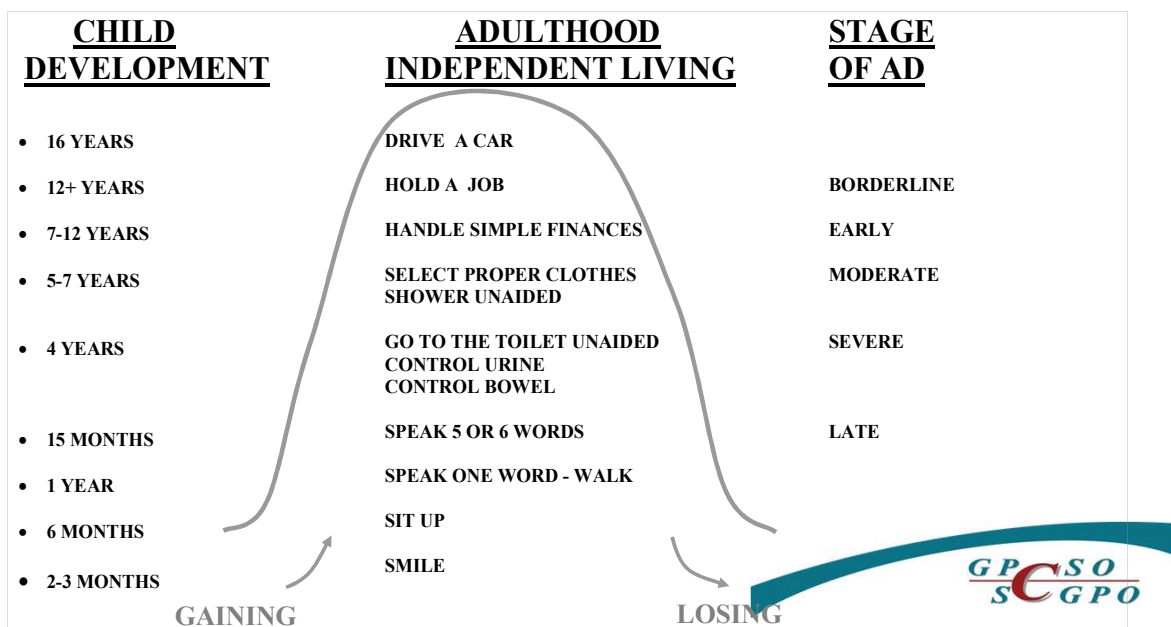 CHILD DEVELOPMENT
ADULTHOOD INDEPENDENT LIVING
STAGE OF AD
• 16 YEARS DRIVE A CAR
• 12+ YEARS HOLD A JOB BORDERLINE
• 7-12 YEARS HANDLE SIMPLE FINANCES EARLY
• 5-7 YEARS SELECT PROPER CLOTHES MODERATE
SHOWER UNAIDED
• 4 YEARS GO TO THE TOILET UNAIDED SEVERE
CONTROL URINE
CONTROL BOWEL
• 15 MONTHS SPEAK 5 OR 6 WORDS LATE
• 1 YEAR SPEAK ONE WORD - WALK
• 6 MONTHS SIT UP
• 2-3 MONTHS SMILE
GAINING LOSING
GPCSO
SCGPO